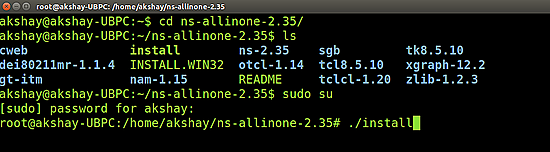 root@akshay-UBPC: /home/akshay/ns-allinone-2.35
akshay@akshay-UBPC:~$ cd ns-allinone-2.35/
akshay@akshay-UBPC:~/ns-allinone-2.35$ ls
cweb install ns-2.35 sgb tk8.5.10
dei80211mr-1.1.4 INSTALL.WIN32 otcl-1.14 tcl8.5.10 xgraph-12.2
gt-itm nam-1.15 README tclcl-1.20 zlib-1.2.3
akshay@akshay-UBPC:~/ns-allinone-2.35$ sudo su
[sudo] password for akshay:
root@akshay-UBPC:/home/akshay/ns-allinone-2.35# ./install